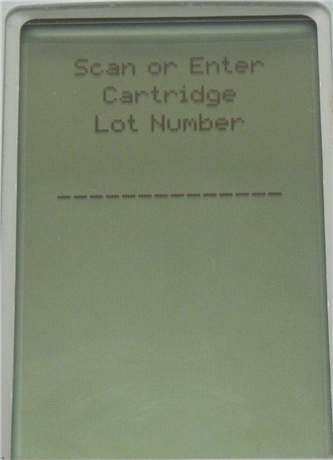 Scan or Enter
Cartridge
Lot Number